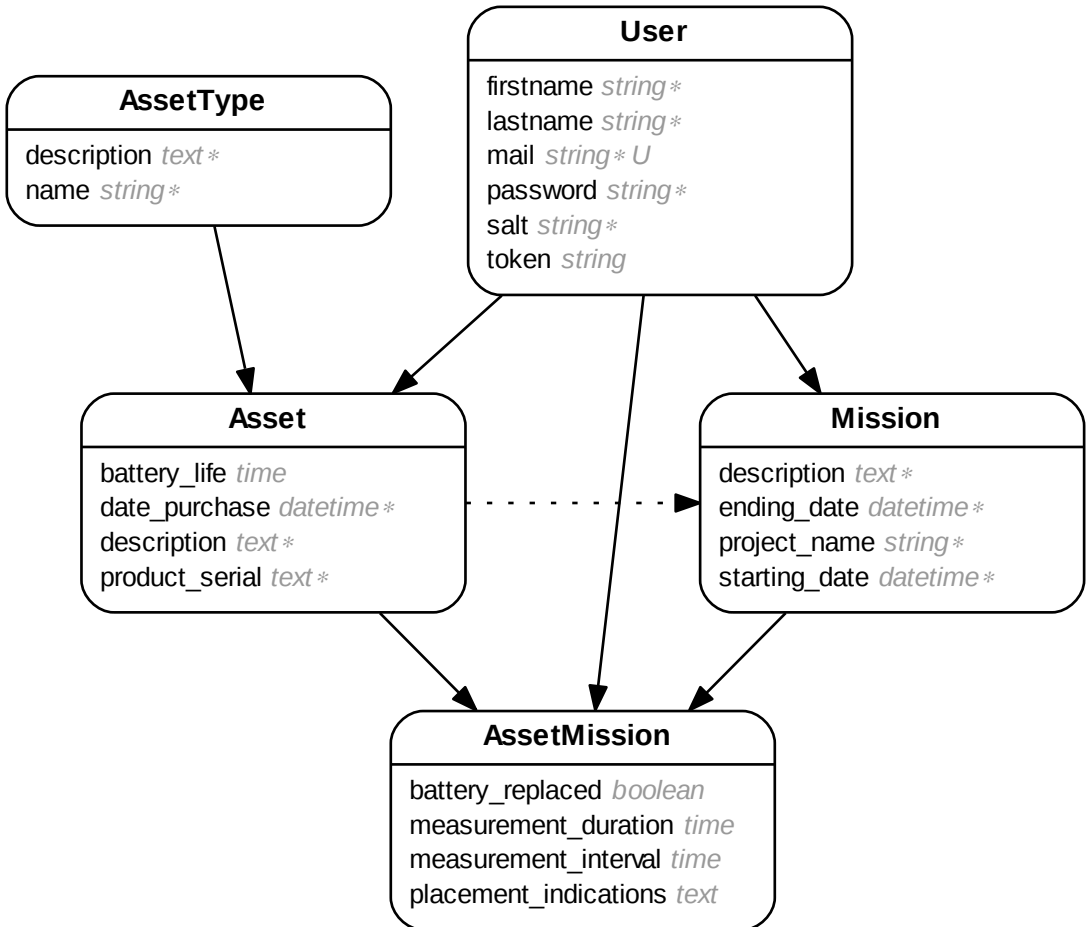 User
firstname string∗
lastname string∗
mail string∗ U
password string∗
salt string∗
token string
AssetType
description text∗
name string∗
Asset
battery_life time
date_purchase datetime∗
description text∗
product_serial text∗
Mission
description text∗
ending_date datetime∗
project_name string∗
starting_date datetime∗
AssetMission
battery_replaced boolean
measurement_duration time
measurement_interval time
placement_indications text